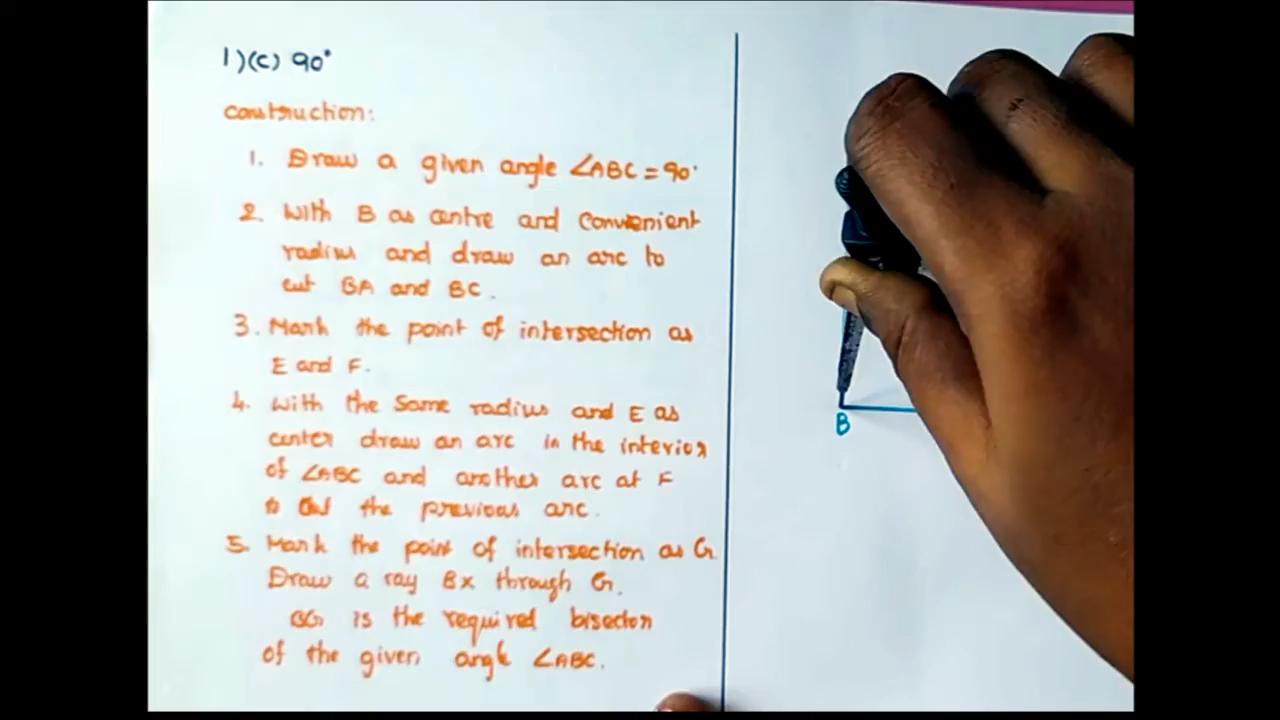 1)(c) 90°
Construction:
1. Draw a given angle ∠ABC = 90°
2. With B as centre and convenient
radius and draw an arc to
cut BA and BC.
3. Mark the point of intersection as
E and F.
4. With the same radius and E as
center draw an arc in the interior
of ∠ABC and another arc at F
to cut the previous arc.
5. Mark the point of intersection as G.
Draw a ray BX through G.
BG is the required bisector
of the given angle ∠ABC.
B